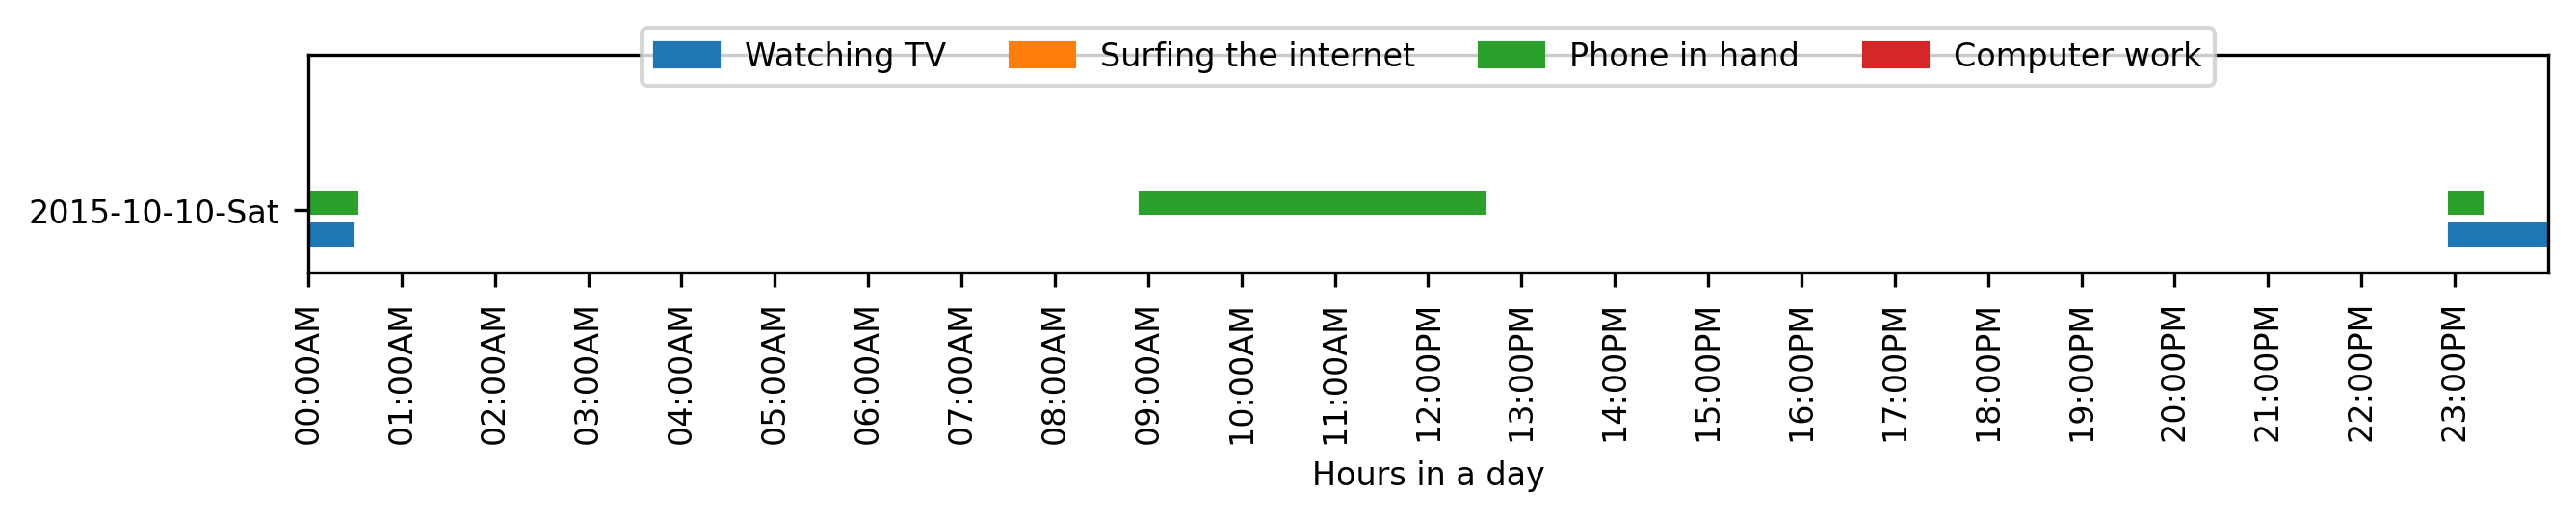 Watching TV Surfing the internet Phone in hand Computer work
2015-10-10-Sat
00:00AM 01:00AM 02:00AM 03:00AM 04:00AM 05:00AM 06:00AM 07:00AM 08:00AM 09:00AM 10:00AM 11:00AM 12:00PM 13:00PM 14:00PM 15:00PM 16:00PM 17:00PM 18:00PM 19:00PM 20:00PM 21:00PM 22:00PM 23:00PM
Hours in a day